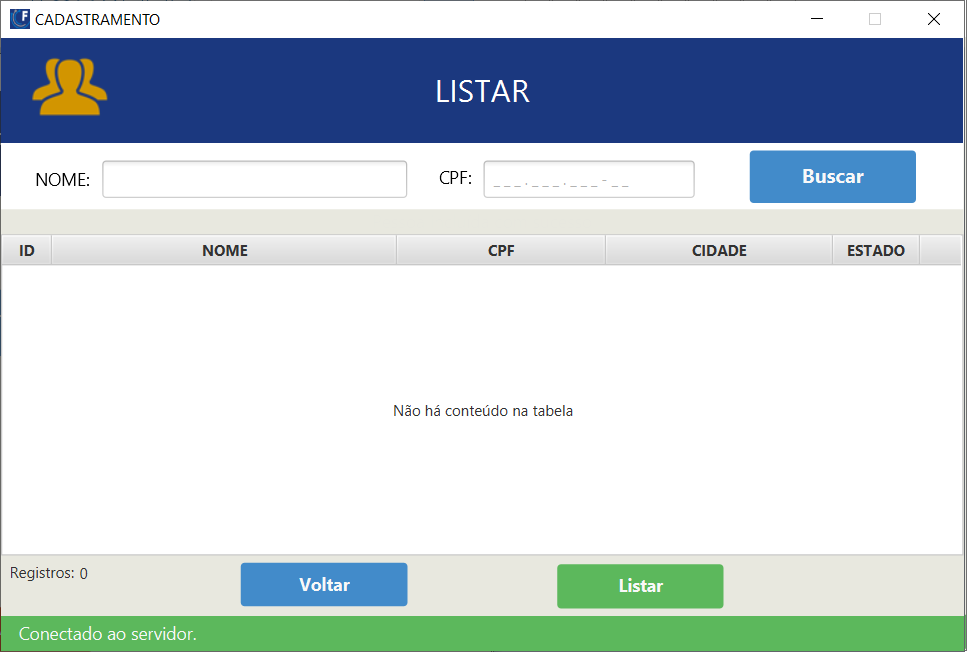 CADASTRAMENTO
LISTAR
NOME:
CPF: ___.___.___-__
Buscar
ID NOME CPF CIDADE ESTADO
Não há conteúdo na tabela
Registros: 0
Voltar
Listar
Conectado ao servidor.